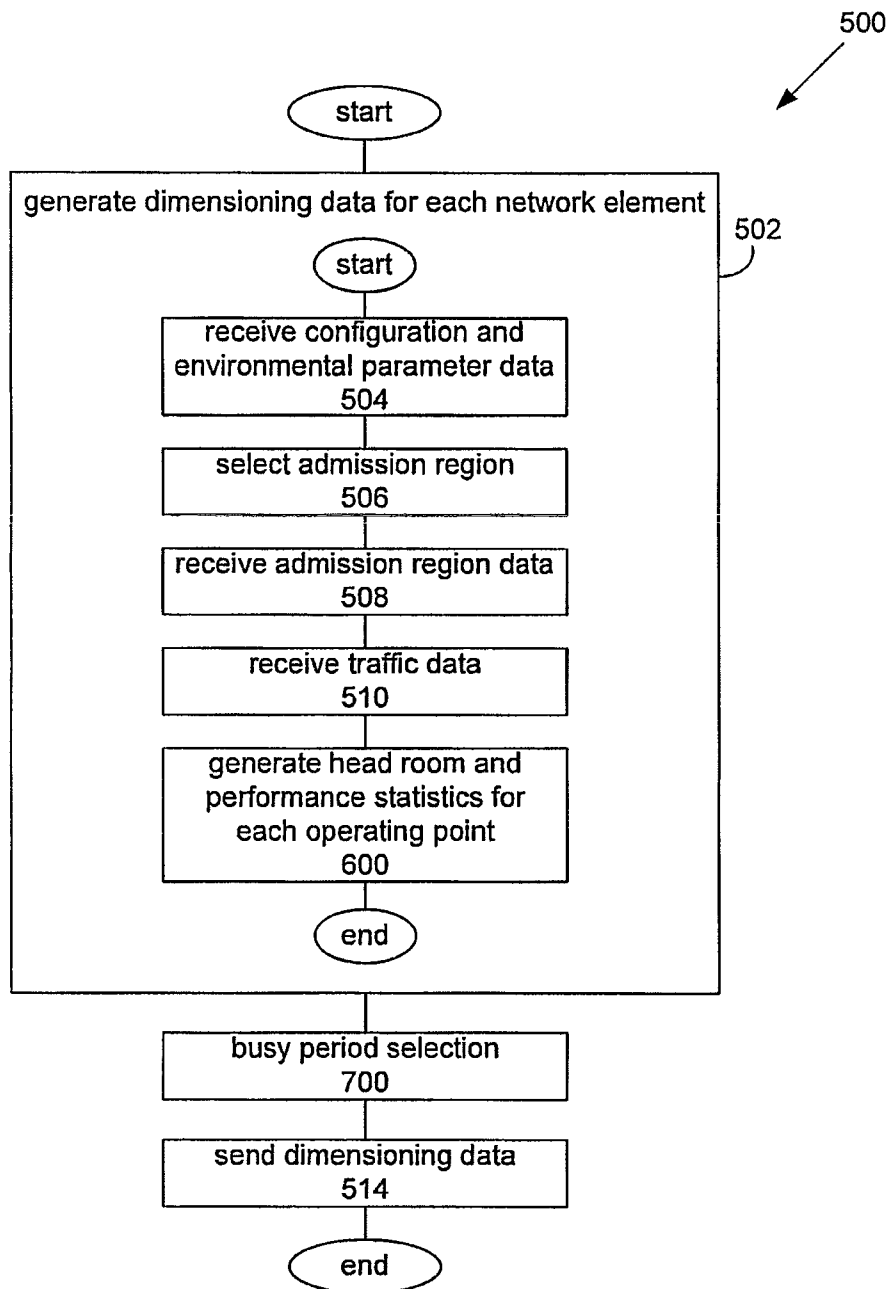 500
start
generate dimensioning data for each network element
502
start
receive configuration and
environmental parameter data
504
select admission region
506
receive admission region data
508
receive traffic data
510
generate head room and
performance statistics for
each operating point
600
end
busy period selection
700
send dimensioning data
514
end